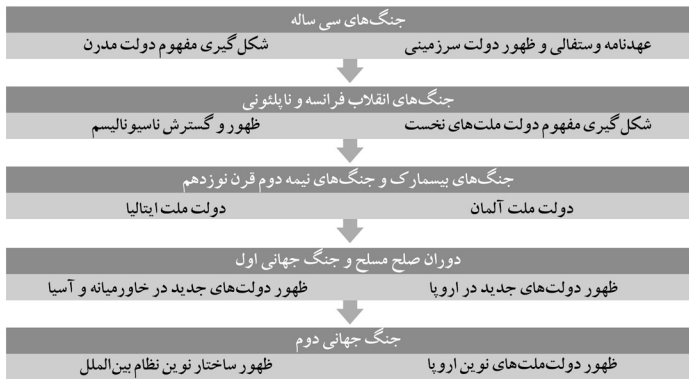 جنگ‌های سی ساله
عهدنامه وستفالی و ظهور دولت سرزمینی
شکل‌گیری مفهوم دولت مدرن
جنگ‌های انقلاب فرانسه و ناپلئونی
شکل‌گیری مفهوم دولت ملت‌های نخست
ظهور و گسترش ناسیونالیسم
جنگ‌های بیسمارک و جنگ‌های نیمه دوم قرن نوزدهم
دولت ملت آلمان
دولت ملت ایتالیا
دوران صلح مسلح و جنگ جهانی اول
ظهور دولت‌های جدید در اروپا
ظهور دولت‌های جدید در خاورمیانه و آسیا
جنگ جهانی دوم
ظهور دولت‌ملت‌های نوین اروپا
ظهور ساختار نوین نظام بین‌الملل